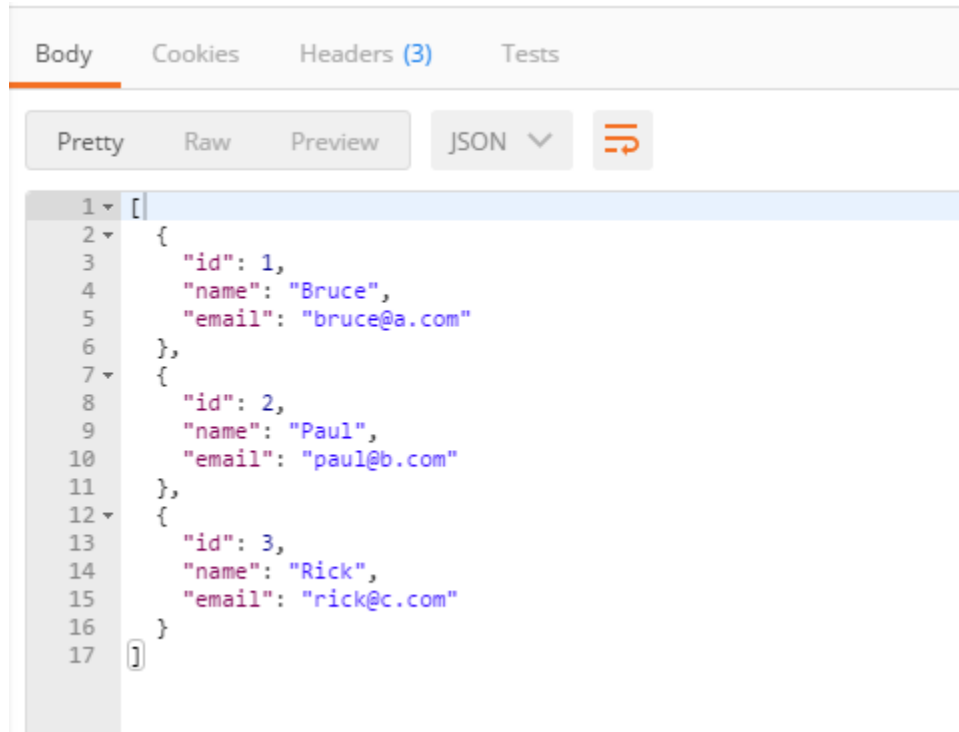 Body Cookies Headers (3) Tests
Pretty Raw Preview JSON
1 [
2 {
3 "id": 1,
4 "name": "Bruce",
5 "email": "bruce@a.com"
6 },
7 {
8 "id": 2,
9 "name": "Paul",
10 "email": "paul@b.com"
11 },
12 {
13 "id": 3,
14 "name": "Rick",
15 "email": "rick@c.com"
16 }
17 ]